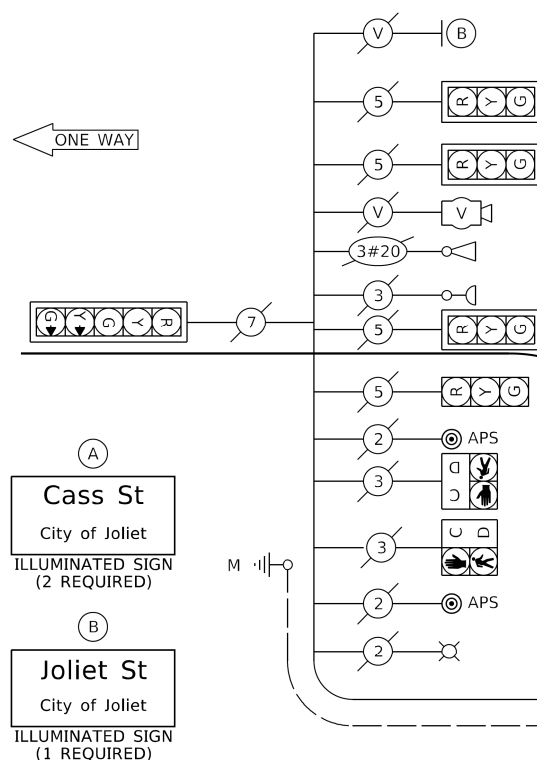 V B
5 R Y G
ONE WAY
5 R Y G
V V
3#20
3
G Y G Y R 7 5 R Y G
5 R Y G
A
2 APS
3 C D
Cass St
City of Joliet
ILLUMINATED SIGN
(2 REQUIRED)
3 C D
M
2 APS
B
2
Joliet St
City of Joliet
ILLUMINATED SIGN
(1 REQUIRED)